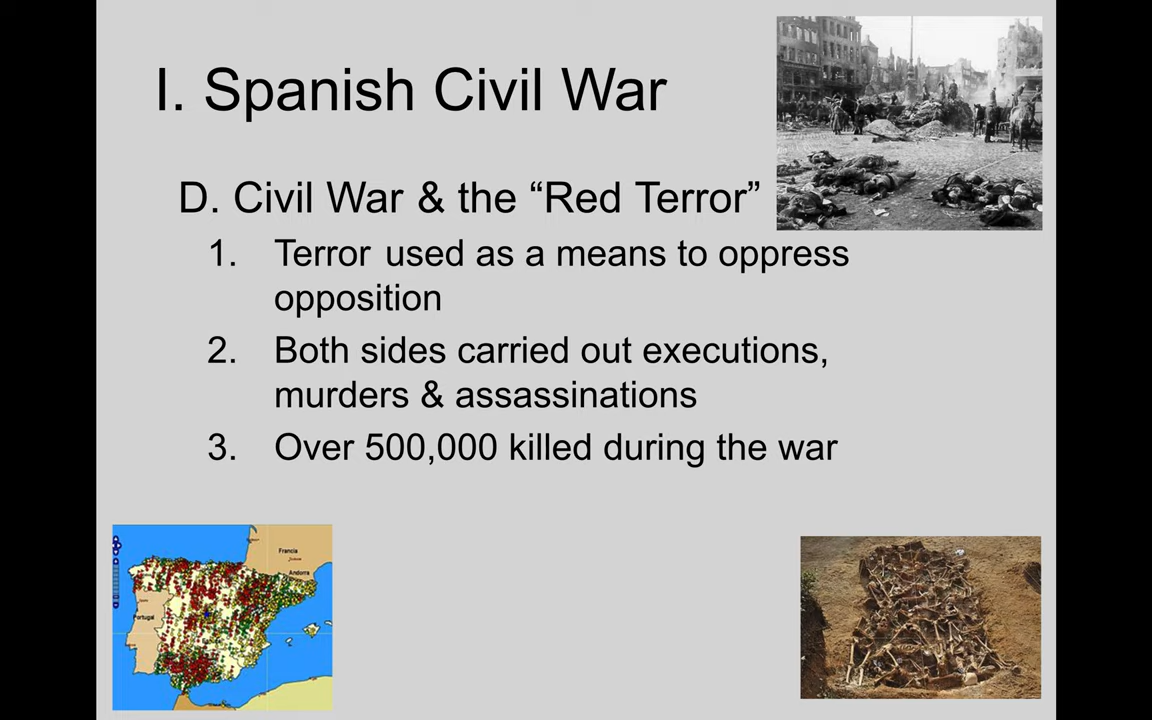 I. Spanish Civil War
D. Civil War & the “Red Terror”
1. Terror used as a means to oppress
opposition
2. Both sides carried out executions,
murders & assassinations
3. Over 500,000 killed during the war
Francia
Andorra
Portugal